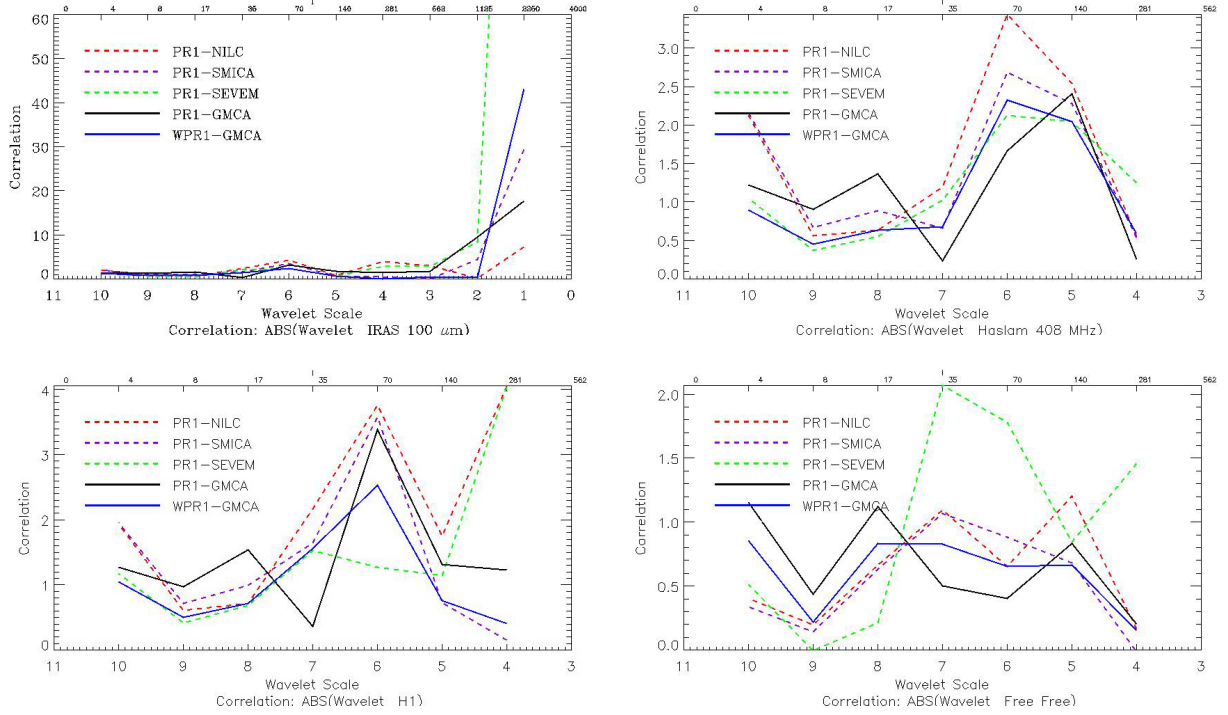 0 4 8 17 35 70 140 281 663 1185 2260 4000
60
50
40
30
20
10
0
Correlation
PR1-NILC
PR1-SMICA
PR1-SEVEM
PR1-GMCA
WPR1-GMCA
11 10 9 8 7 6 5 4 3 2 1 0
Wavelet Scale
Correlation: ABS(Wavelet IRAS 100 μm)
0 4 8 17 35 70 140 281 562
3.5
3.0
2.5
2.0
1.5
1.0
0.5
0.0
Correlation
PR1-NILC
PR1-SMICA
PR1-SEVEM
PR1-GMCA
WPR1-GMCA
11 10 9 8 7 6 5 4 3
Wavelet Scale
Correlation: ABS(Wavelet Haslam 408 MHz)
0 4 8 17 35 70 140 281 562
4
3
2
1
0
Correlation
PR1-NILC
PR1-SMICA
PR1-SEVEM
PR1-GMCA
WPR1-GMCA
11 10 9 8 7 6 5 4 3
Wavelet Scale
Correlation: ABS(Wavelet H1)
0 4 8 17 35 70 140 281 562
2.0
1.5
1.0
0.5
0.0
Correlation
PR1-NILC
PR1-SMICA
PR1-SEVEM
PR1-GMCA
WPR1-GMCA
11 10 9 8 7 6 5 4 3
Wavelet Scale
Correlation: ABS(Wavelet Free Free)